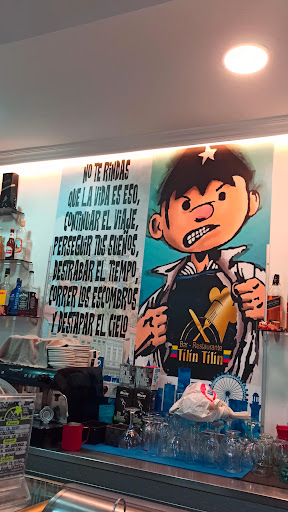 NO TE RINDAS
QUE LA VIDA ES ESO,
CONTINUAR EL VIAJE,
PERSEGUIR TUS SUEÑOS,
DESTRABAR EL TIEMPO,
CORRER LOS ESCOMBROS
Y DESTAPAR EL CIELO
Bar - Restaurante
Tilin Tilin